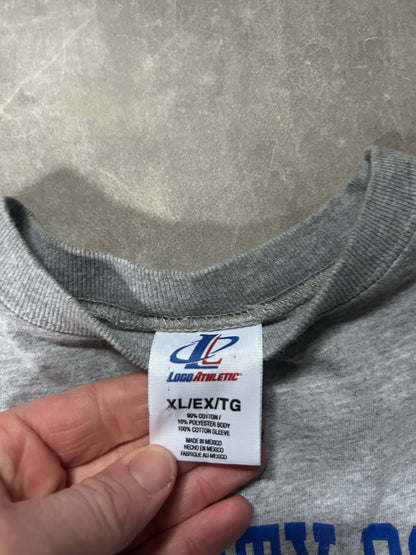 LOGO ATHLETIC
XL/EX/TG
90% COTTON /
10% POLYESTER BODY
100% COTTON SLEEVE
MADE IN MEXICO
HECHO EN MÉXICO
FABRIQUE AU MEXICO